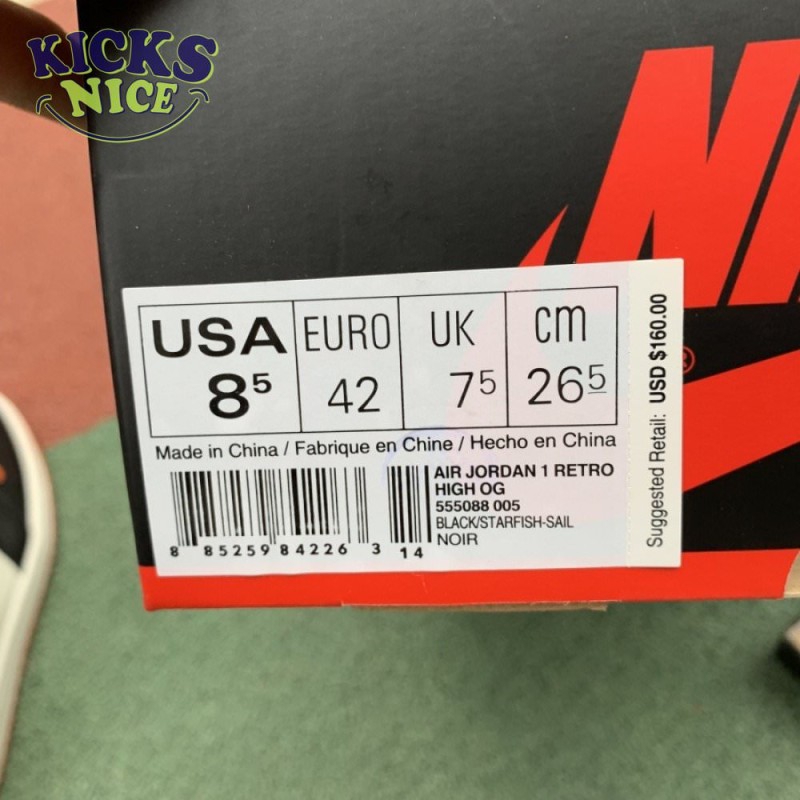 KICKS
NICE
NI
USA EURO UK cm
8⁵ 42 7⁵ 26⁵
Made in China / Fabrique en Chine / Hecho en China
AIR JORDAN 1 RETRO
HIGH OG
555088 005
BLACK/STARFISH-SAIL
NOIR
8 85259 84226 3 14
Suggested Retail: USD $160.00
®